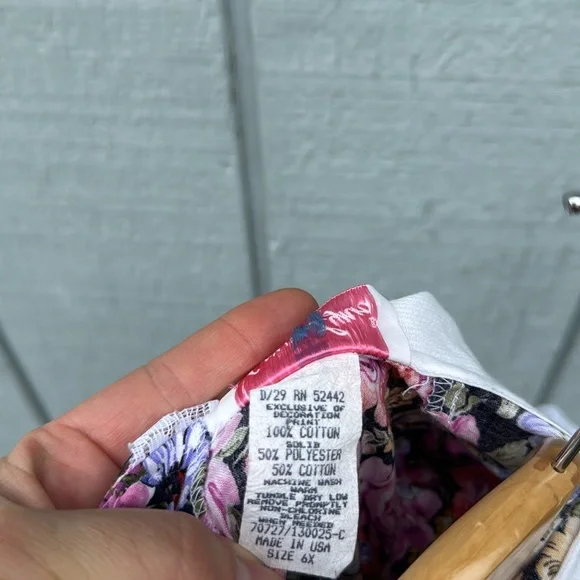 D/29 RN 52442
EXCLUSIVE OF
DECORATION
PRINT
100% COTTON
SOLID
50% POLYESTER
50% COTTON
MACHINE WASH
WARM
TUMBLE DRY LOW
REMOVE PROMPTLY
NON-CHLORINE
BLEACH
WHEN NEEDED
70727/130025-C
MADE IN USA
SIZE 6X